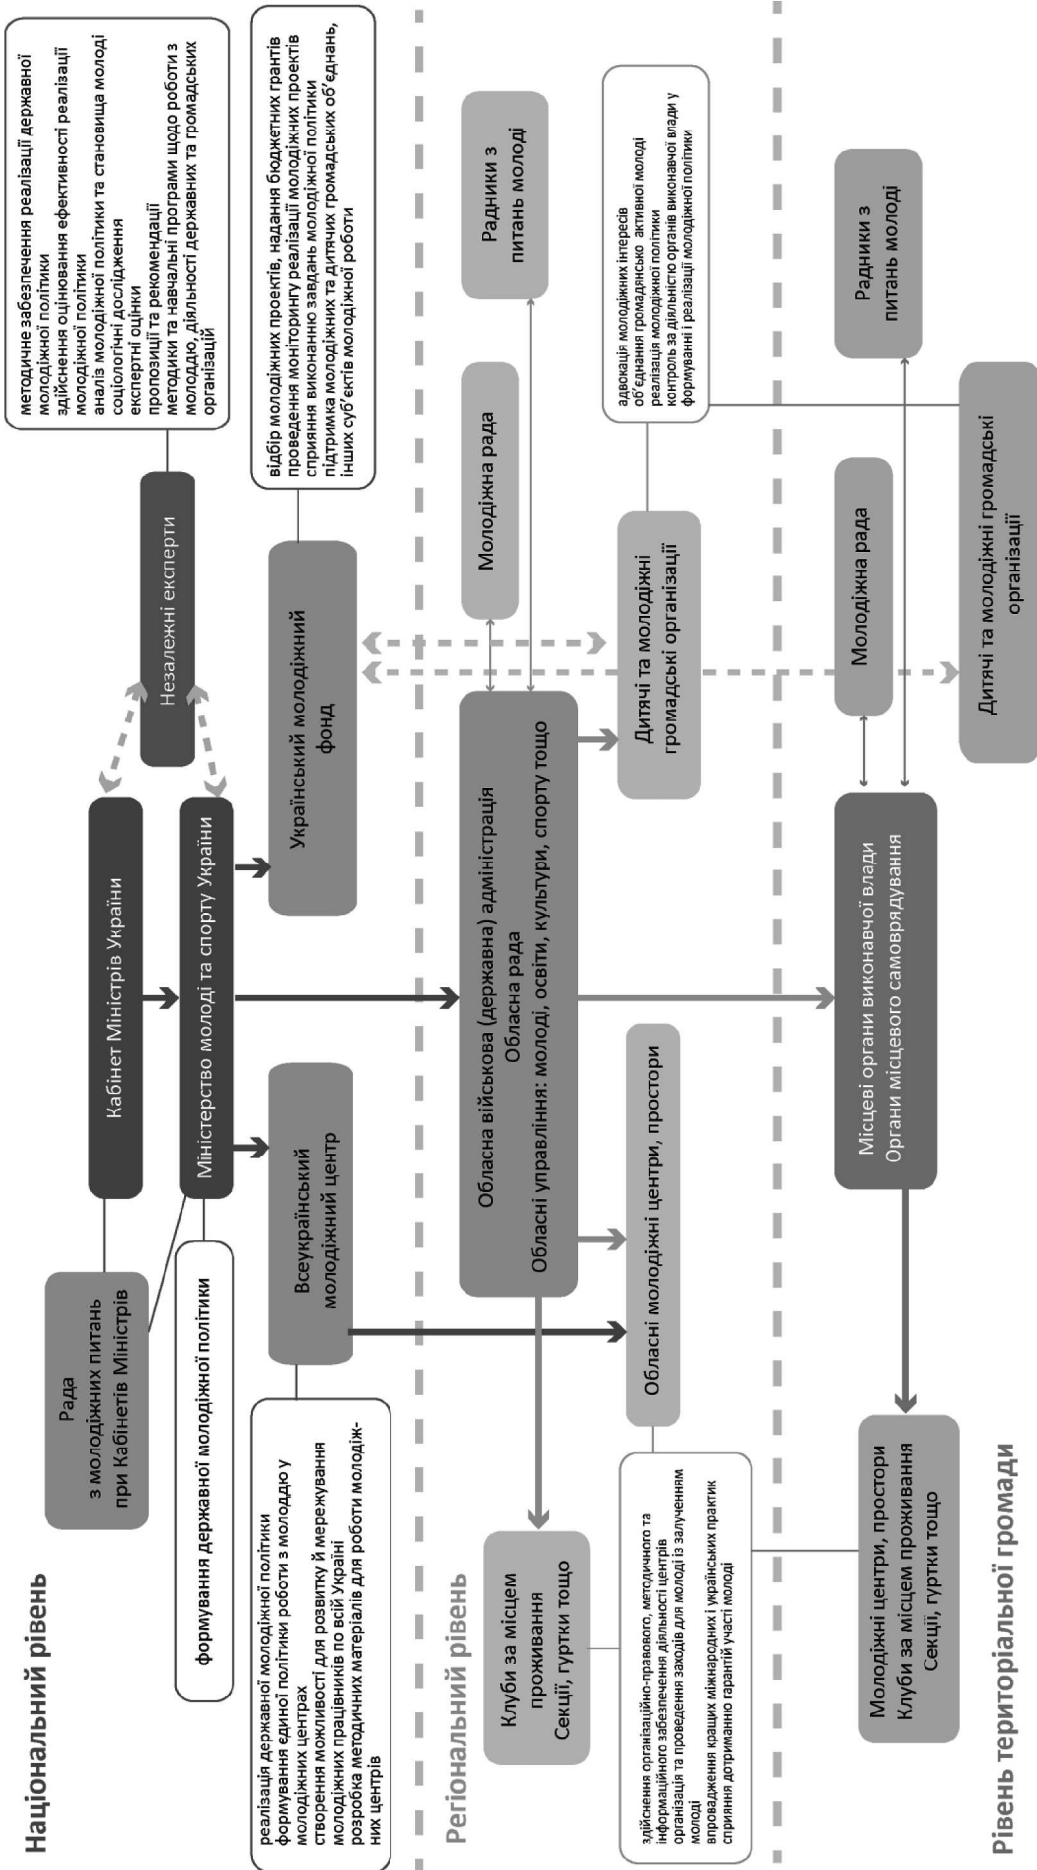 Національний рівень
Рада
з молодіжних питань
при Кабінетів Міністрів
Кабінет Міністрів України
Незалежні експерти
методичне забезпечення реалізації державної
молодіжної політики
здійснення оцінювання ефективності реалізації
молодіжної політики
аналіз молодіжної політики та становища молоді
соціологічні дослідження
експертні оцінки
пропозиції та рекомендації
методики та навчальні програми щодо роботи з
молоддю, діяльності державних та громадських
організацій
формування державної молодіжної політики
Міністерство молоді та спорту України
реалізація державної молодіжної політики
формування єдиної політики роботи з молоддю у
молодіжних центрах
створення можливості для розвитку й мережування
молодіжних працівників по всій Україні
розробка методичних матеріалів для роботи молодіж-
них центрів
Всеукраїнський
молодіжний центр
Український молодіжний
фонд
відбір молодіжних проектів, надання бюджетних грантів
проведення моніторингу реалізації молодіжних проектів
сприяння виконанню завдань молодіжної політики
підтримка молодіжних та дитячих громадських об’єднань,
інших суб’єктів молодіжної роботи
Регіональний рівень
Клуби за місцем
проживання
Секції, гуртки тощо
Обласна військова (державна) адміністрація
Обласна рада
Обласні управління: молоді, освіти, культури, спорту тощо
Молодіжна рада
Радники з
питань молоді
здійснення організаційно-правового, методичного та
інформаційного забезпечення діяльності центрів
організація та проведення заходів для молоді із залученням
молоді
впровадження кращих міжнародних і українських практик
сприяння дотриманню гарантій участі молоді
Обласні молодіжні центри, простори
Дитячі та молодіжні
громадські організації
адвокація молодіжних інтересів
об’єднання громадянсько активної молоді
реалізація молодіжної політики
контроль за діяльністю органів виконавчої влади у
формуванні і реалізації молодіжної політики
Рівень територіальної громади
Молодіжні центри, простори
Клуби за місцем проживання
Секції, гуртки тощо
Місцеві органи виконавчої влади
Органи місцевого самоврядування
Молодіжна рада
Радники з
питань молоді
Дитячі та молодіжні громадські
організації